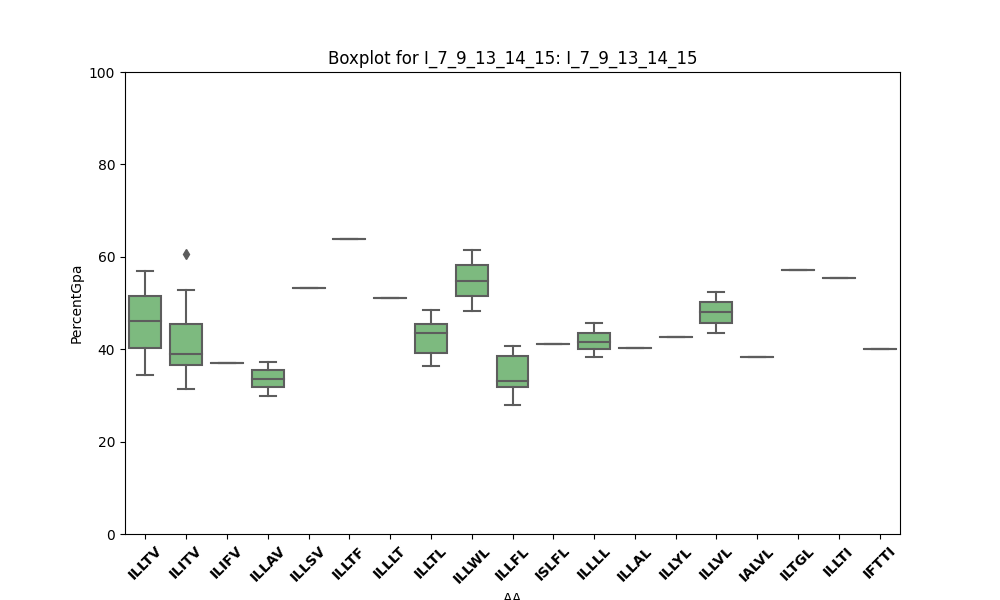 Boxplot for I_7_9_13_14_15: I_7_9_13_14_15
PercentGpa
100
80
60
40
20
0
ILLTV ILITV ILIFV ILLAV ILLSV ILLTF ILLLT ILLTL ILLWL ILLFL ISLFL ILLLL ILLAL ILLYL ILLVL IALVL ILTGL ILLTI IFTTI
AA